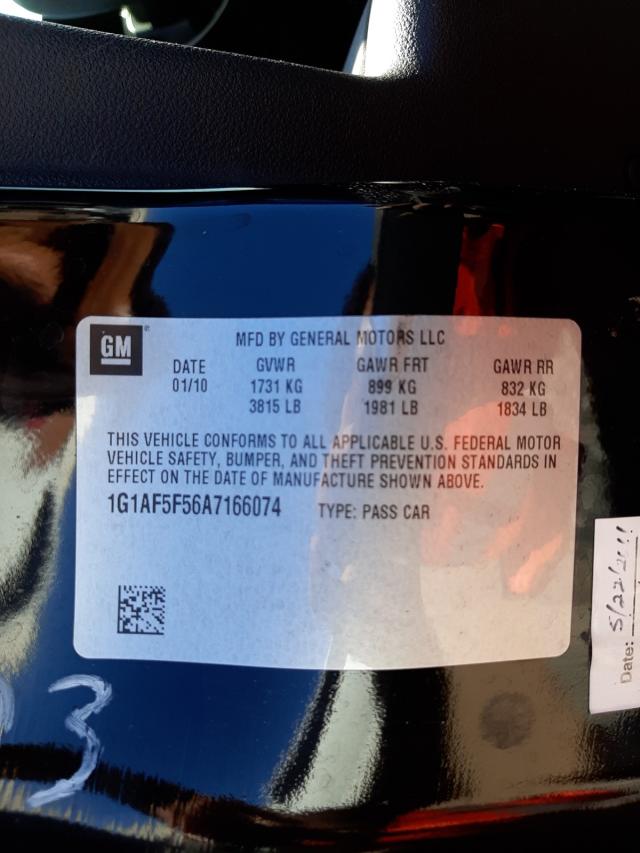 GM
MFD BY GENERAL MOTORS LLC
DATE GVWR GAWR FRT GAWR RR
01/10 1731 KG 899 KG 832 KG
3815 LB 1981 LB 1834 LB
THIS VEHICLE CONFORMS TO ALL APPLICABLE U.S. FEDERAL MOTOR
VEHICLE SAFETY, BUMPER, AND THEFT PREVENTION STANDARDS IN
EFFECT ON THE DATE OF MANUFACTURE SHOWN ABOVE.
1G1AF5F56A7166074 TYPE: PASS CAR
Date:
3